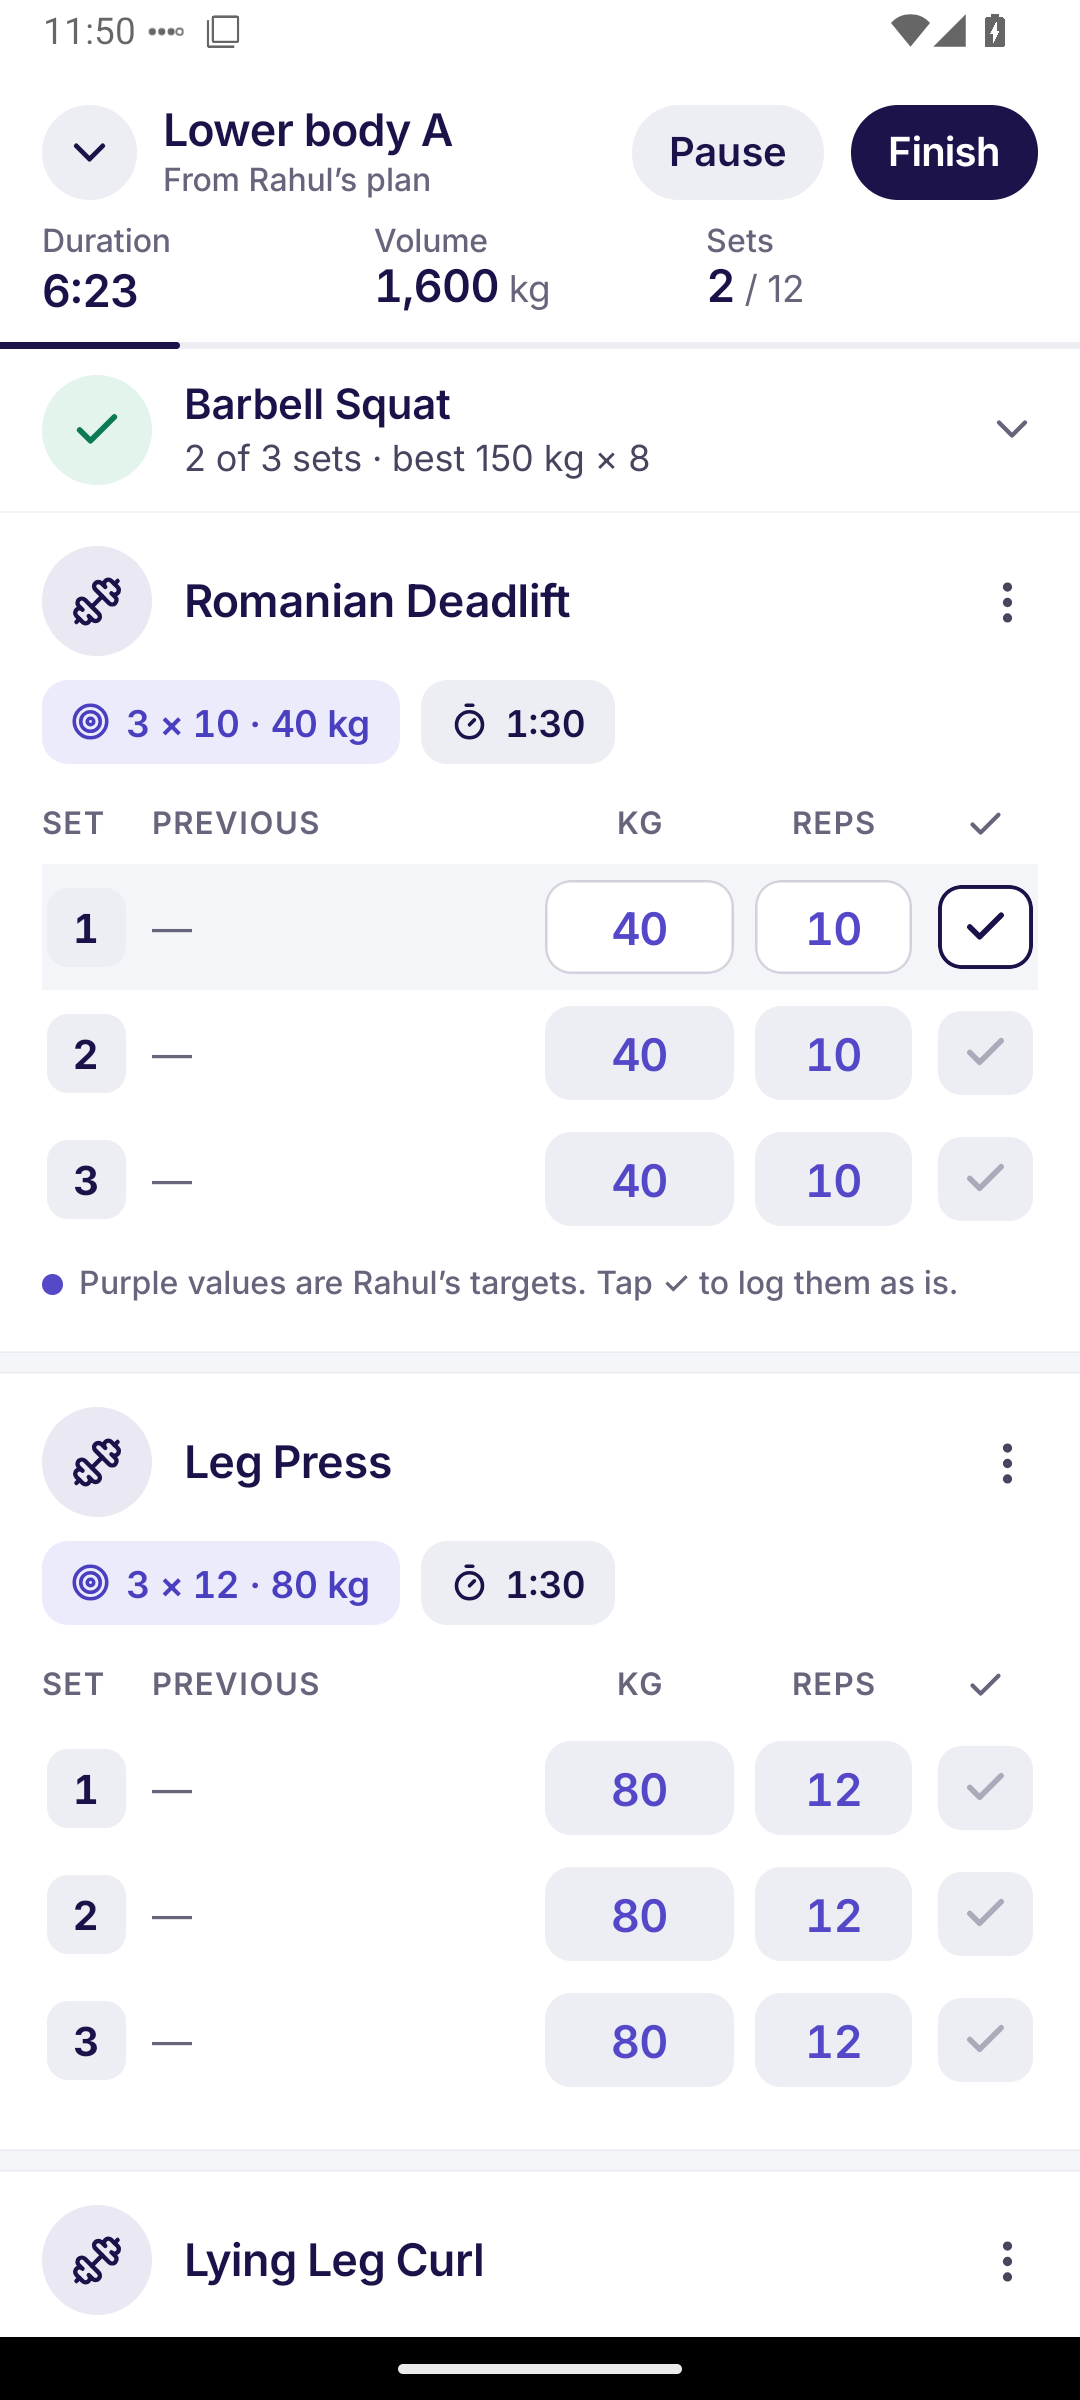 11:50
Lower body A
From Rahul’s plan
Pause
Finish
Duration
Volume
Sets
6:23
1,600 kg
2 / 12
Barbell Squat
2 of 3 sets · best 150 kg × 8
Romanian Deadlift
3 × 10 · 40 kg
1:30
SET PREVIOUS KG REPS ✓
1 — 40 10 ✓
2 — 40 10 ✓
3 — 40 10 ✓
Purple values are Rahul’s targets. Tap ✓ to log them as is.
Leg Press
3 × 12 · 80 kg
1:30
SET PREVIOUS KG REPS ✓
1 — 80 12 ✓
2 — 80 12 ✓
3 — 80 12 ✓
Lying Leg Curl